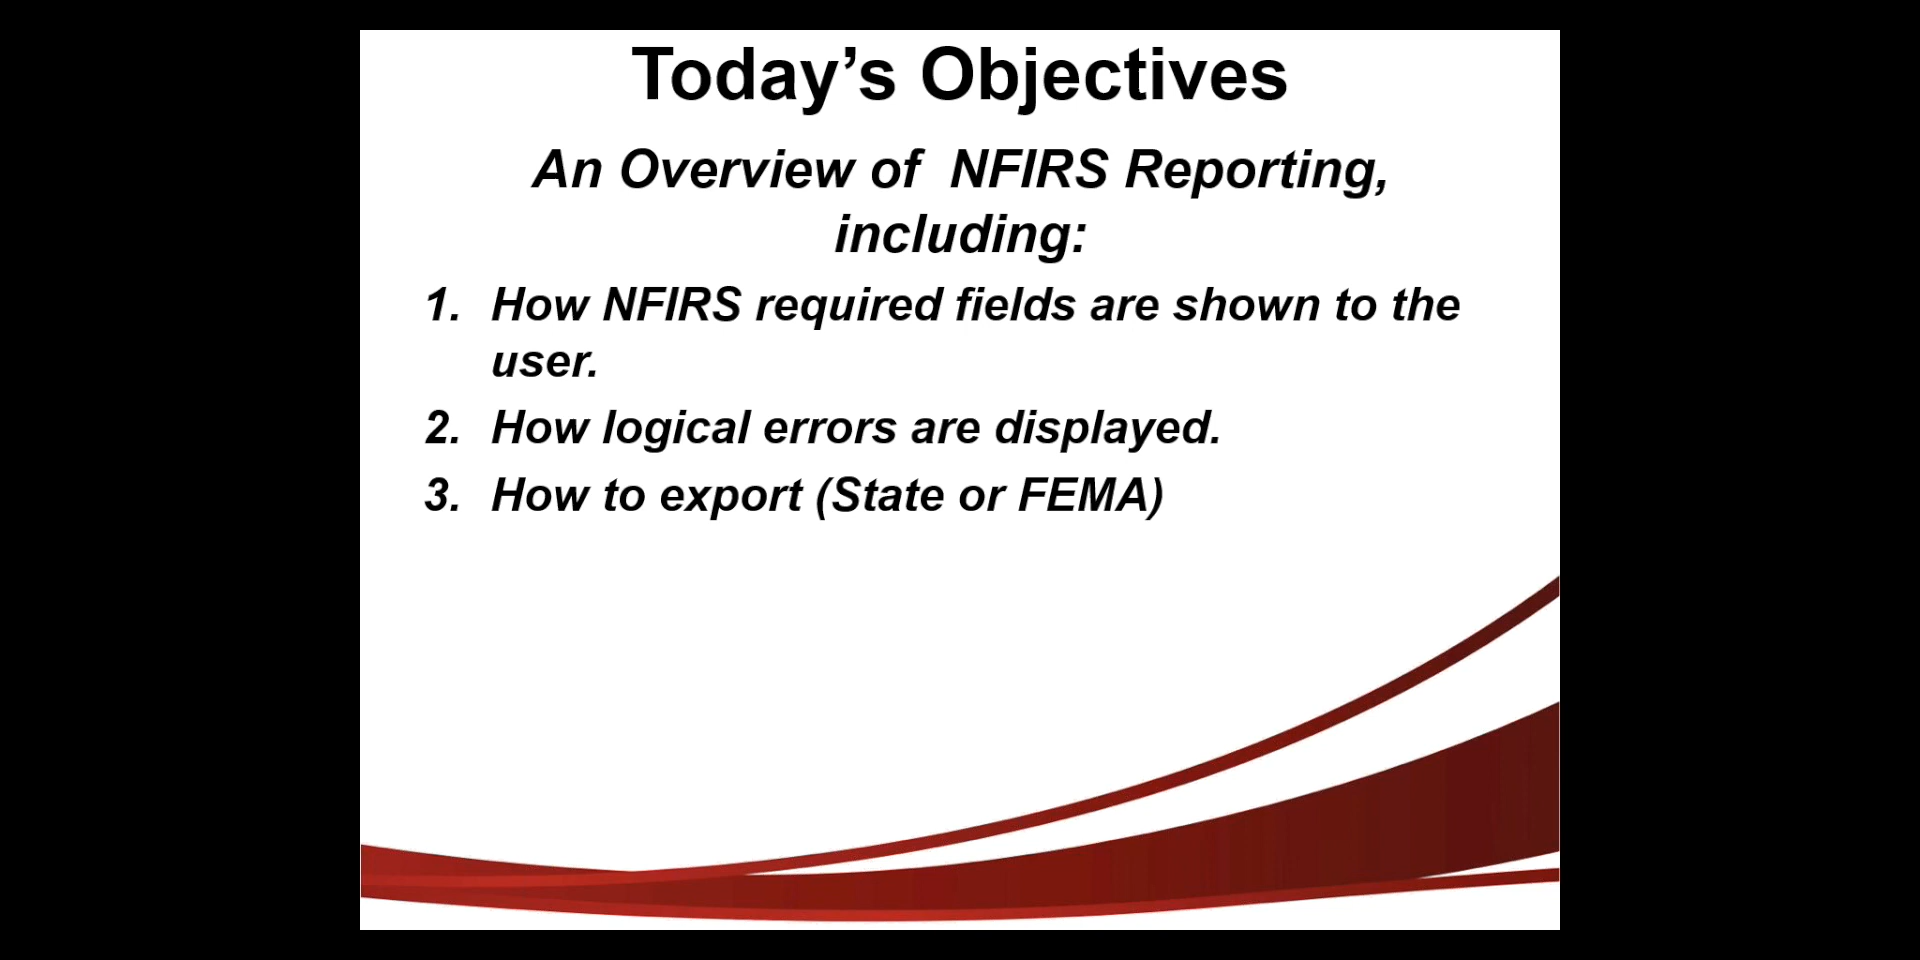 Today’s Objectives
An Overview of  NFIRS Reporting,
including:
1. How NFIRS required fields are shown to the
user.
2. How logical errors are displayed.
3. How to export (State or FEMA)